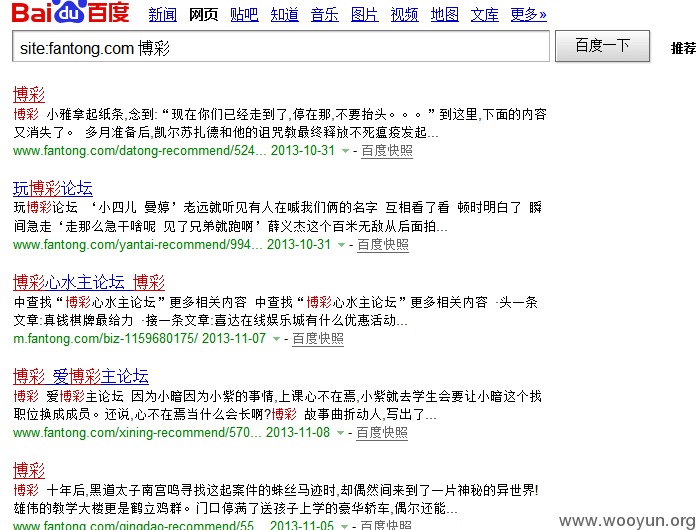 Bai百度 新闻 网页 贴吧 知道 音乐 图片 视频 地图 文库 更多»
site:fantong.com 博彩 百度一下 推荐
博彩
博彩 小雅拿起纸条,念到:“现在你们已经走到了,停在那,不要抬头。。。”到这里,下面的内容
又消失了。 多月准备后,凯尔苏扎德和他的诅咒教最终释放不死瘟疫发起...
www.fantong.com/datong-recommend/524... 2013-10-31 - 百度快照
玩博彩论坛
玩博彩论坛 ‘小四儿 曼婷’老远就听见有人在喊我们俩的名字 互相看了看 顿时明白了 瞬
间急走‘走那么急干啥呢 见了兄弟就跑啊’薛义杰这个百米无敌从后面拍...
www.fantong.com/yantai-recommend/994... 2013-10-31 - 百度快照
博彩心水主论坛 博彩
中查找“博彩心水主论坛”更多相关内容 中查找“博彩心水主论坛”更多相关内容 ·头一条
文章:真钱棋牌最给力 ·接一条文章:喜达在线娱乐城有什么优惠活动...
m.fantong.com/biz-1159680175/ 2013-11-07 - 百度快照
博彩 爱博彩主论坛
博彩 爱博彩主论坛 因为小暗因为小紫的事情,上课心不在焉,小紫就去学生会要让小暗这个找
职位换成成员。还说,心不在焉当什么会长啊?博彩 故事曲折动人,写出了...
www.fantong.com/xining-recommend/570... 2013-11-08 - 百度快照
博彩
博彩 十年后,黑道太子南宫鸣寻找这起案件的蛛丝马迹时,却偶然间来到了一片神秘的异世界!
雄伟的教学大楼更是鹤立鸡群。门口停满了送孩子上学的豪华轿车,偶尔还能...
www.fantong.com/qingdao-recommend/55... 2013-11-05 - 百度快照
www.wooyun.org